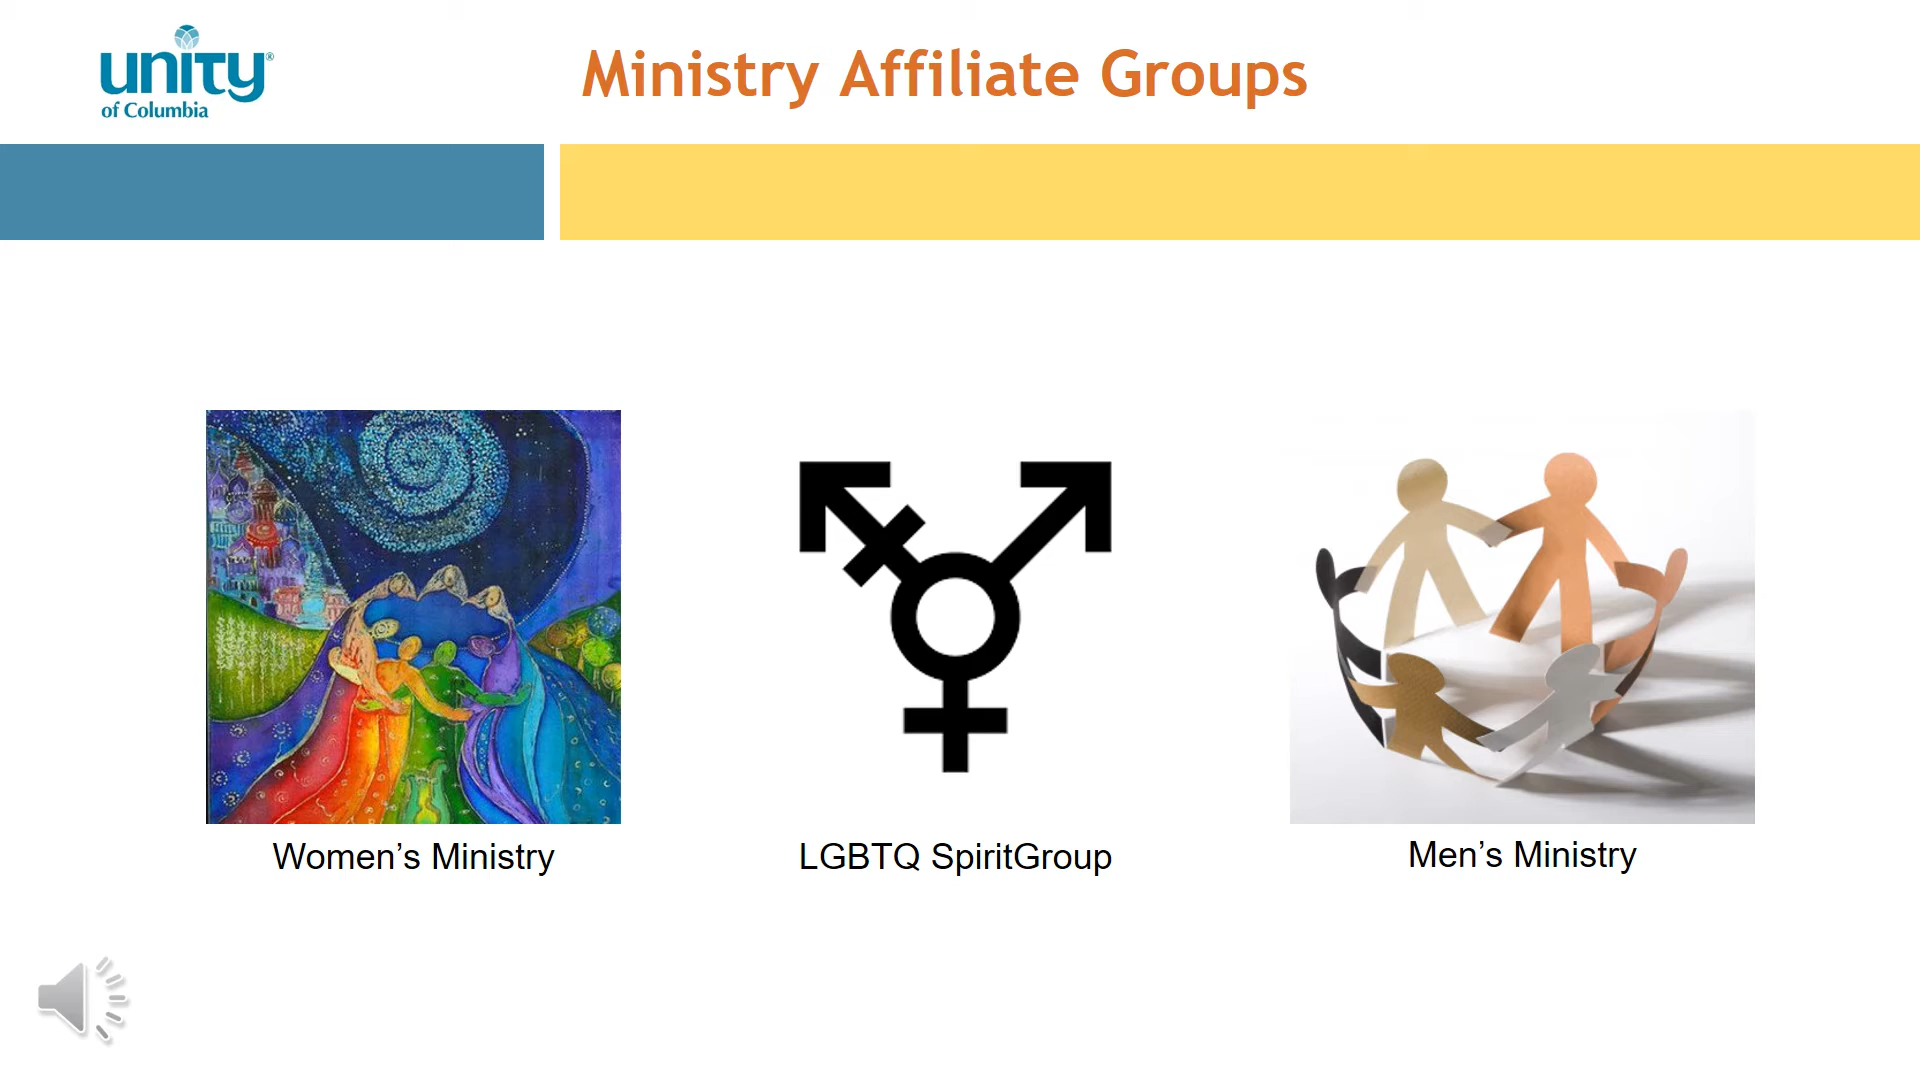 unity®
of Columbia
Ministry Affiliate Groups
Women’s Ministry
LGBTQ SpiritGroup
Men’s Ministry